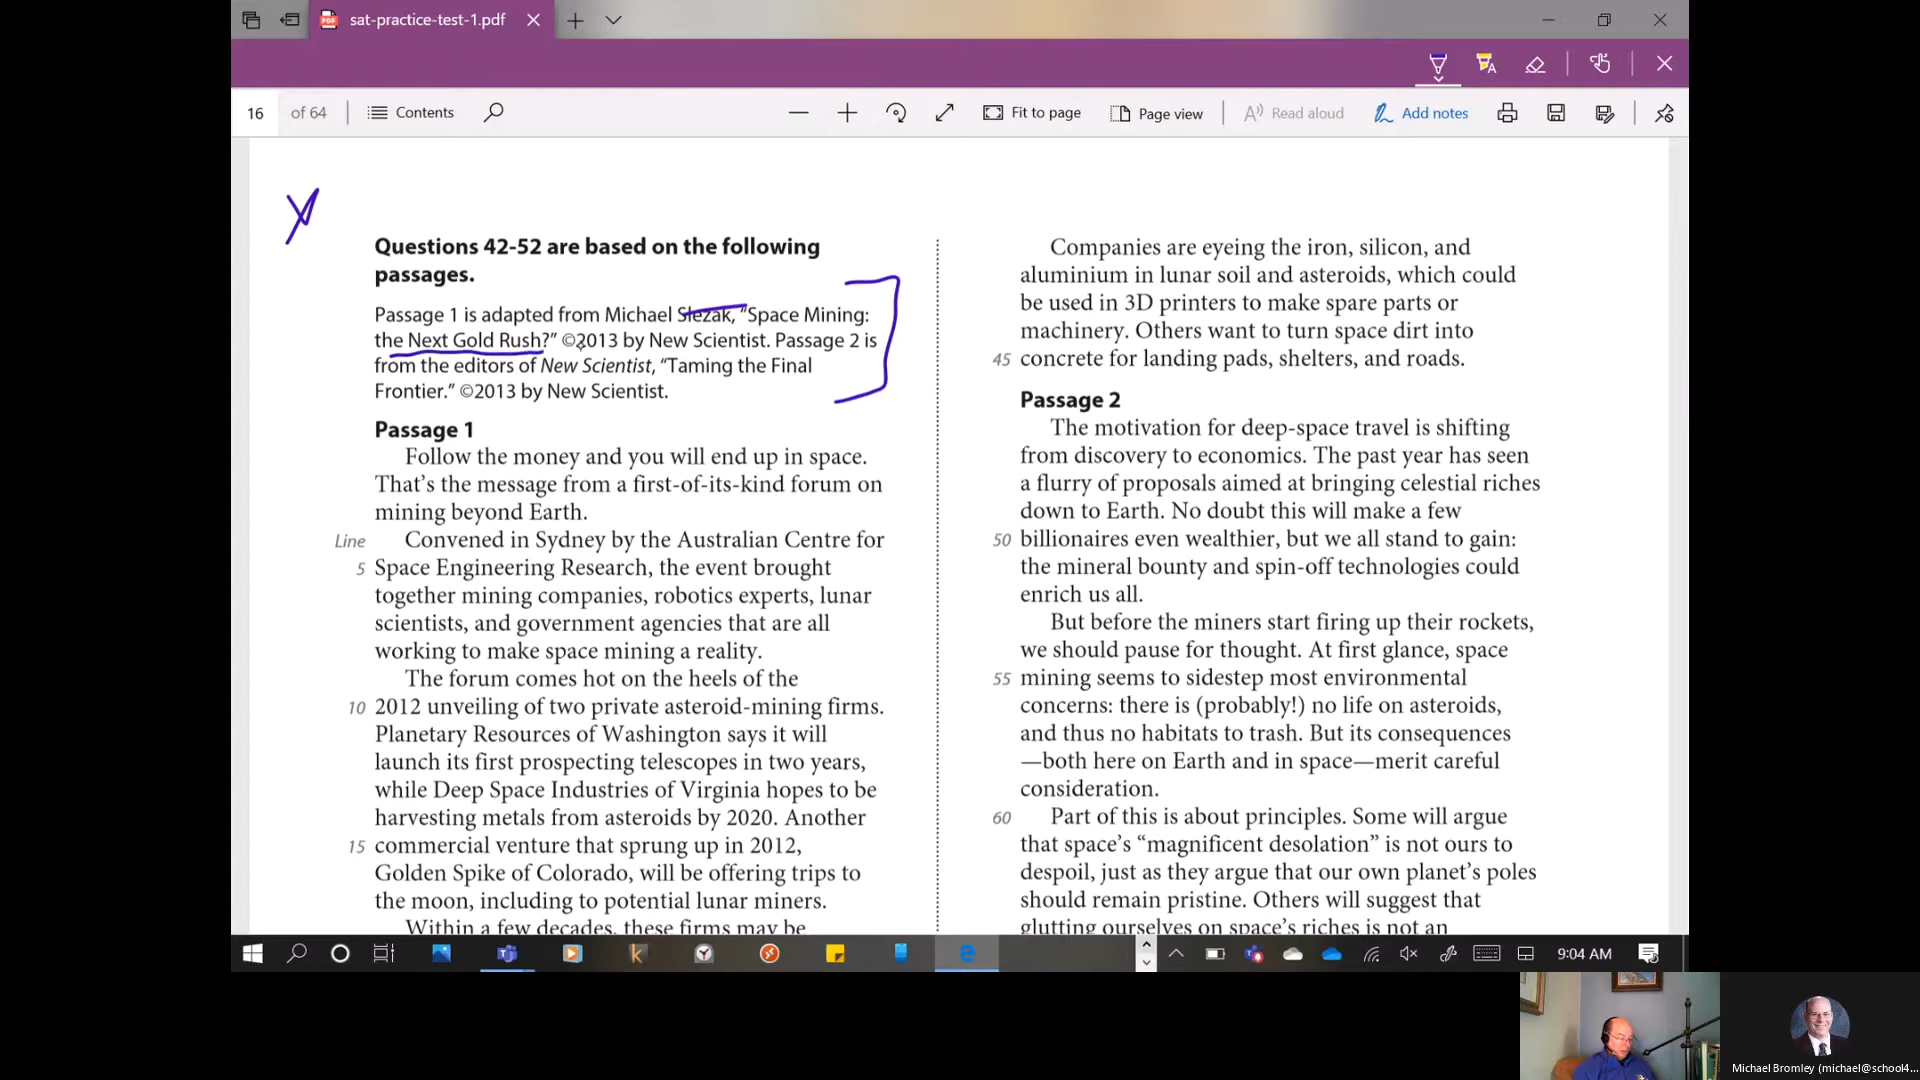 sat-practice-test-1.pdf
16 of 64
Contents
Fit to page
Page view
Read aloud
Add notes
Questions 42-52 are based on the following
passages.
Passage 1 is adapted from Michael Slezak, “Space Mining:
the Next Gold Rush?” ©2013 by New Scientist. Passage 2 is
from the editors of New Scientist, “Taming the Final
Frontier.” ©2013 by New Scientist.
Passage 1
Follow the money and you will end up in space.
That’s the message from a first-of-its-kind forum on
mining beyond Earth.
Line Convened in Sydney by the Australian Centre for
5 Space Engineering Research, the event brought
together mining companies, robotics experts, lunar
scientists, and government agencies that are all
working to make space mining a reality.
The forum comes hot on the heels of the
10 2012 unveiling of two private asteroid-mining firms.
Planetary Resources of Washington says it will
launch its first prospecting telescopes in two years,
while Deep Space Industries of Virginia hopes to be
harvesting metals from asteroids by 2020. Another
15 commercial venture that sprung up in 2012,
Golden Spike of Colorado, will be offering trips to
the moon, including to potential lunar miners.
Within a few decades, these firms may be
Companies are eyeing the iron, silicon, and
aluminium in lunar soil and asteroids, which could
be used in 3D printers to make spare parts or
machinery. Others want to turn space dirt into
45 concrete for landing pads, shelters, and roads.
Passage 2
The motivation for deep-space travel is shifting
from discovery to economics. The past year has seen
a flurry of proposals aimed at bringing celestial riches
down to Earth. No doubt this will make a few
50 billionaires even wealthier, but we all stand to gain:
the mineral bounty and spin-off technologies could
enrich us all.
But before the miners start firing up their rockets,
we should pause for thought. At first glance, space
55 mining seems to sidestep most environmental
concerns: there is (probably!) no life on asteroids,
and thus no habitats to trash. But its consequences
—both here on Earth and in space—merit careful
consideration.
60 Part of this is about principles. Some will argue
that space’s “magnificent desolation” is not ours to
despoil, just as they argue that our own planet’s poles
should remain pristine. Others will suggest that
glutting ourselves on space’s riches is not an
9:04 AM
Michael Bromley (michael@school4...